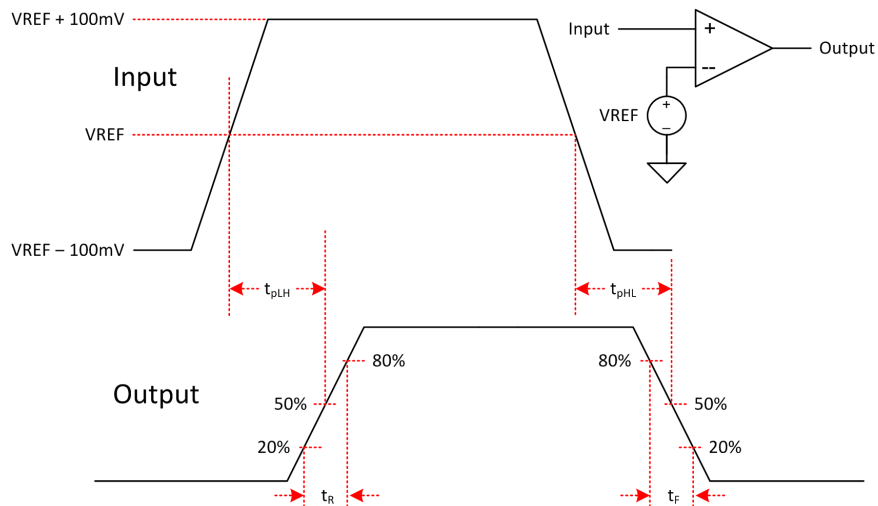 VREF + 100mV
Input
Input
+
--
Output
VREF
+
–
VREF
VREF – 100mV
tpLH
tpHL
80%
80%
Output
50%
50%
20%
20%
tR
tF